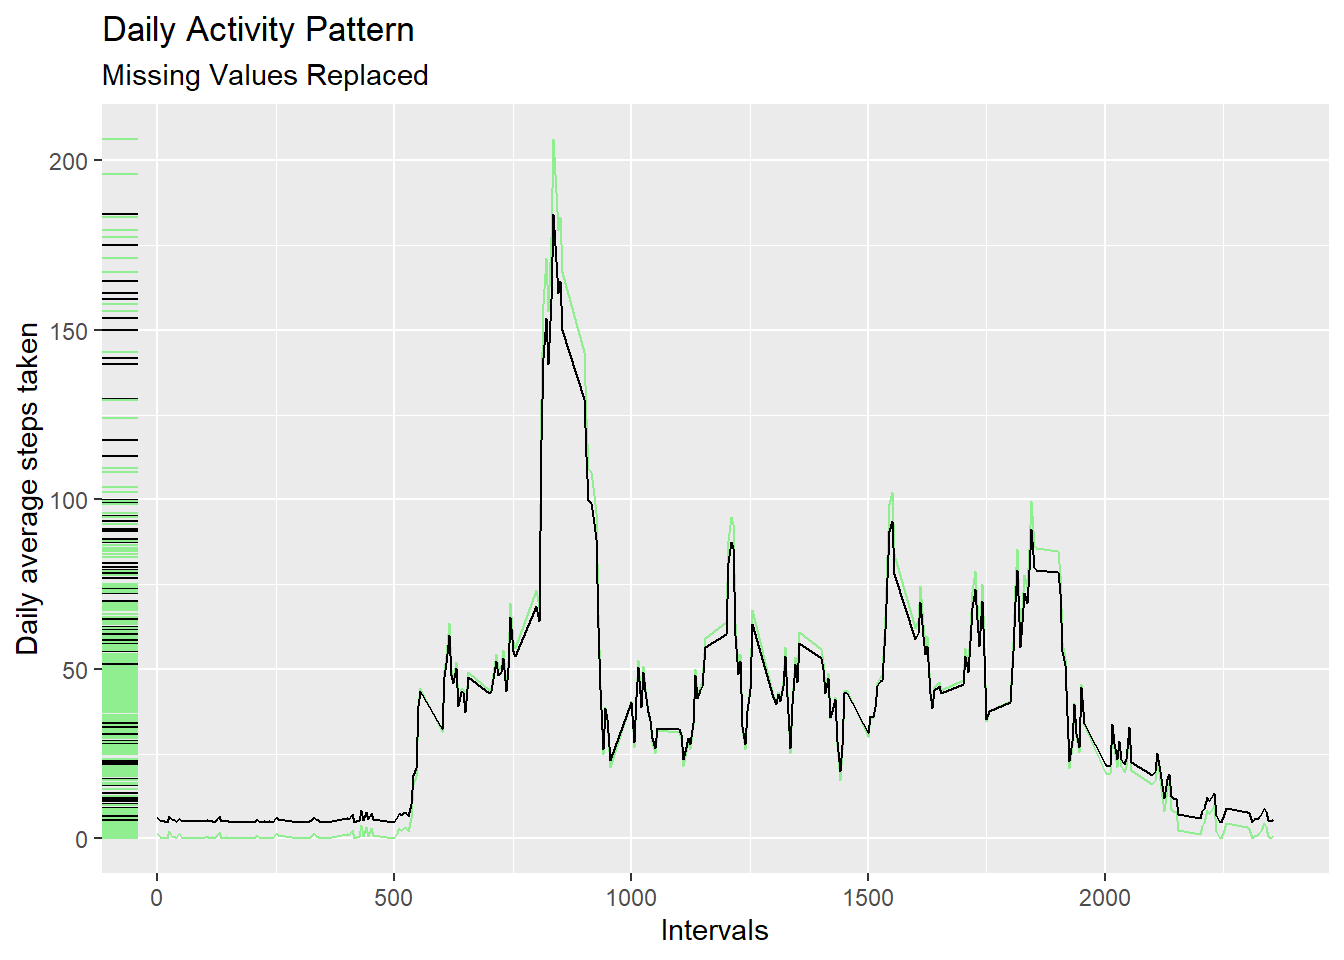 Daily Activity Pattern
Missing Values Replaced
Daily average steps taken
200
150
100
50
0
0 500 1000 1500 2000
Intervals